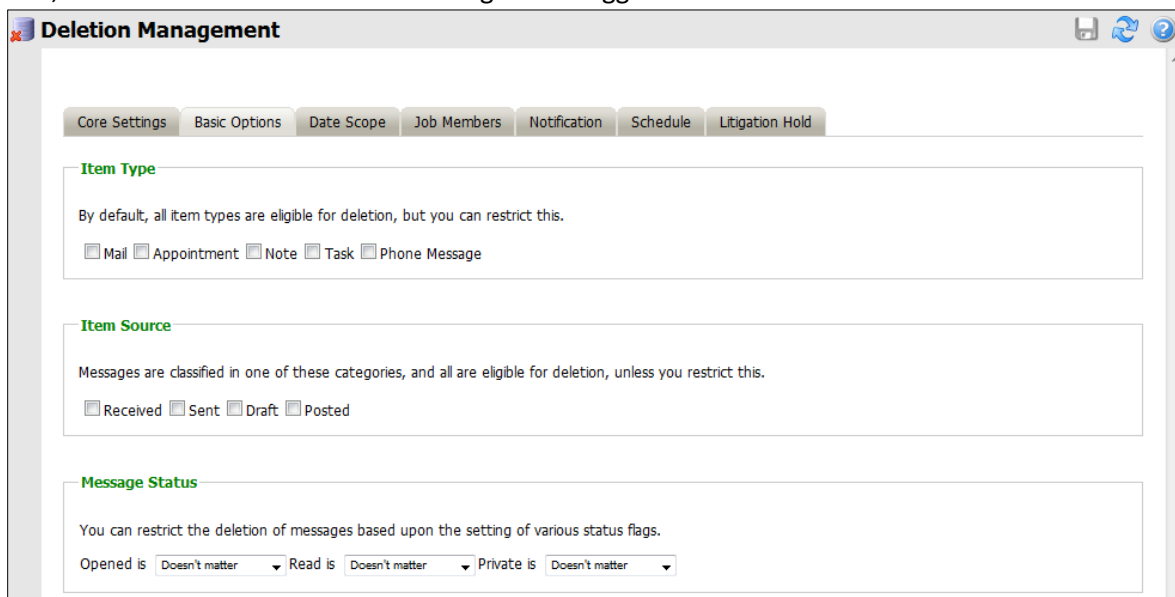 Deletion Management
Core Settings Basic Options Date Scope Job Members Notification Schedule Litigation Hold
Item Type
By default, all item types are eligible for deletion, but you can restrict this.
Mail Appointment Note Task Phone Message
Item Source
Messages are classified in one of these categories, and all are eligible for deletion, unless you restrict this.
Received Sent Draft Posted
Message Status
You can restrict the deletion of messages based upon the setting of various status flags.
Opened is Doesn't matter Read is Doesn't matter Private is Doesn't matter